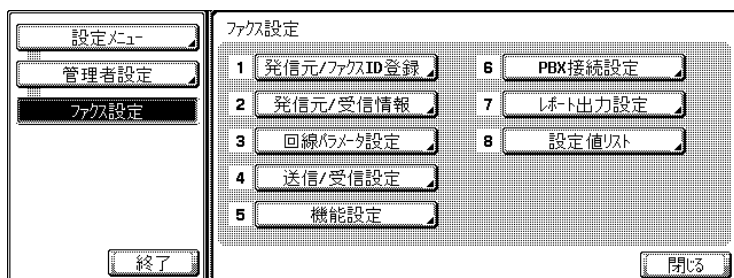 設定メニュー
管理者設定
ファクス設定
終了
ファクス設定
1 発信元/ファクスID登録
2 発信元/受信情報
3 回線パラメータ設定
4 送信/受信設定
5 機能設定
6 PBX接続設定
7 レポート出力設定
8 設定値リスト
閉じる